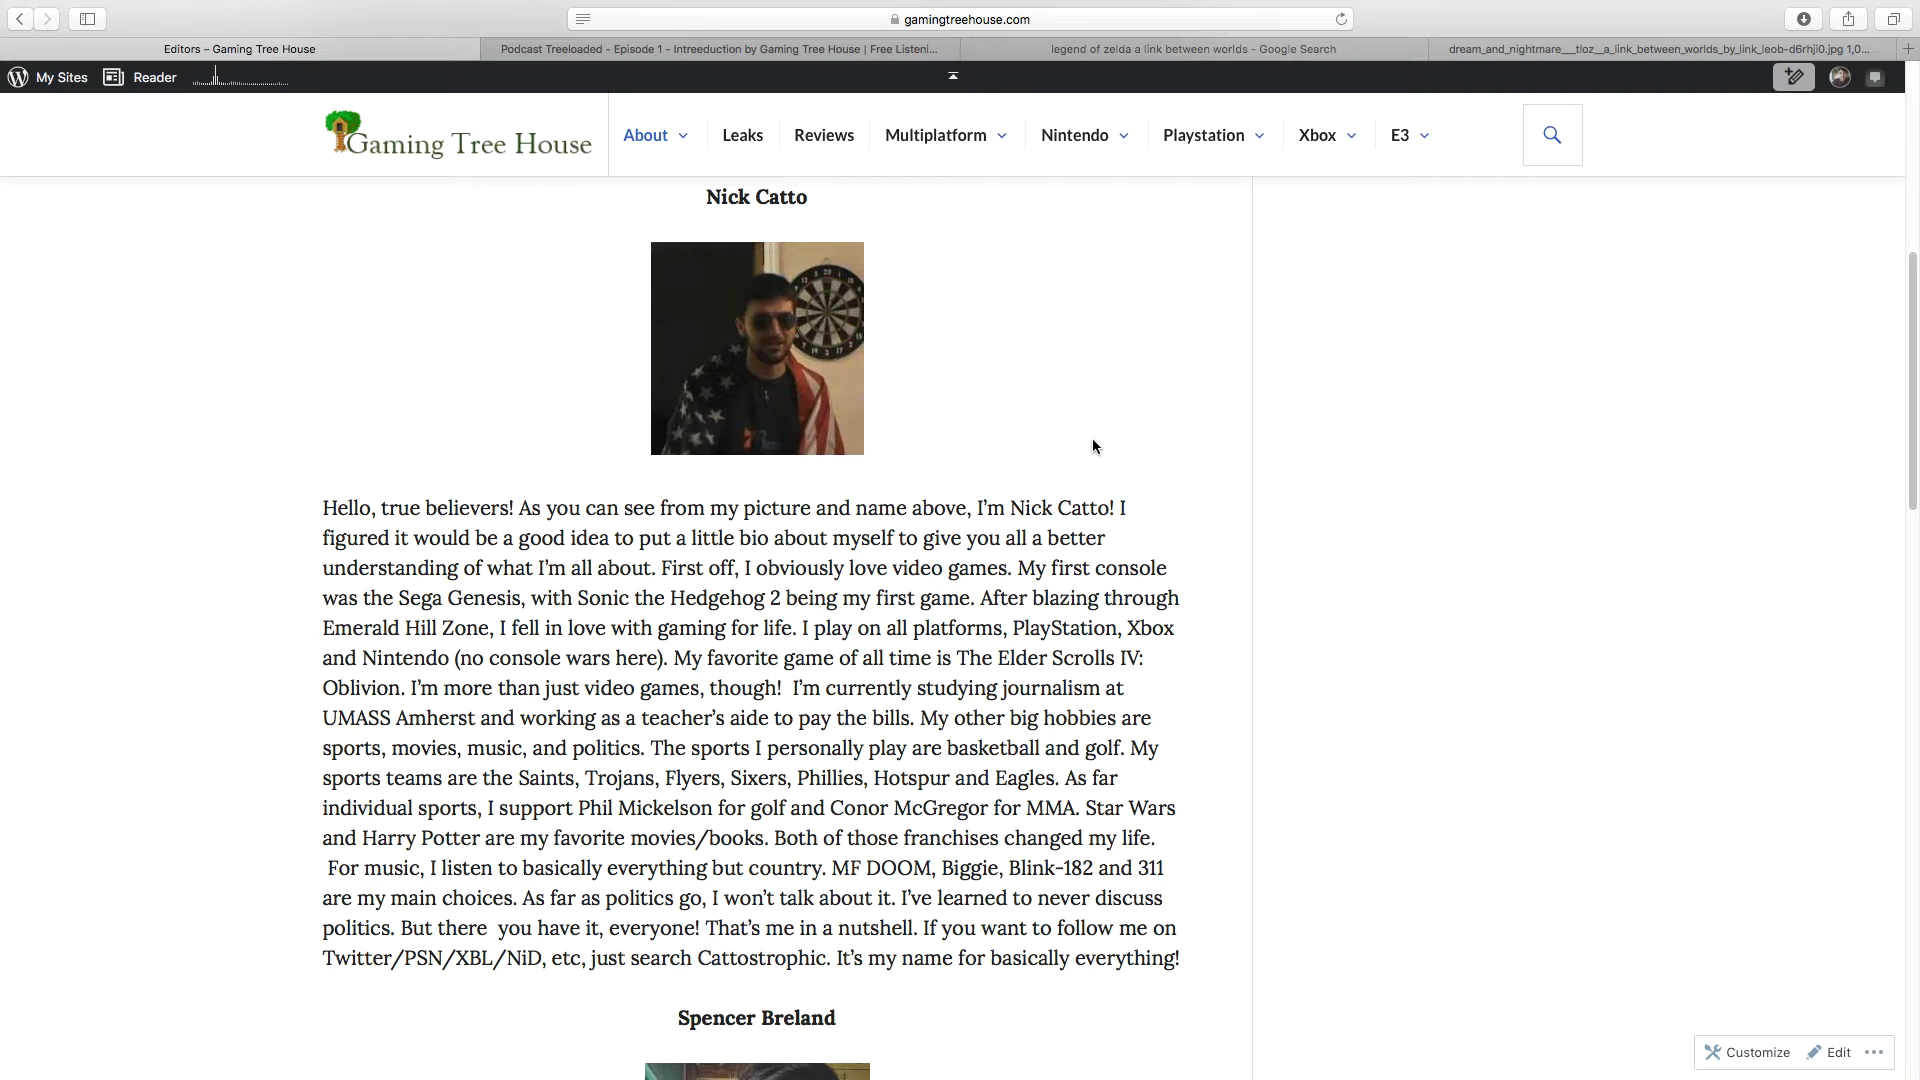 gamingtreehouse.com
Editors – Gaming Tree House
Podcast Treeloaded - Episode 1 - Intreeduction by Gaming Tree House | Free Listeni...
legend of zelda a link between worlds - Google Search
dream_and_nightmare__tloz__a_link_between_worlds_by_link_leob-d6rhji0.jpg 1,0...
My Sites
Reader
Gaming Tree House
About
Leaks
Reviews
Multiplatform
Nintendo
Playstation
Xbox
E3
Nick Catto
Hello, true believers! As you can see from my picture and name above, I’m Nick Catto! I
figured it would be a good idea to put a little bio about myself to give you all a better
understanding of what I’m all about. First off, I obviously love video games. My first console
was the Sega Genesis, with Sonic the Hedgehog 2 being my first game. After blazing through
Emerald Hill Zone, I fell in love with gaming for life. I play on all platforms, PlayStation, Xbox
and Nintendo (no console wars here). My favorite game of all time is The Elder Scrolls IV:
Oblivion. I’m more than just video games, though!  I’m currently studying journalism at
UMASS Amherst and working as a teacher’s aide to pay the bills. My other big hobbies are
sports, movies, music, and politics. The sports I personally play are basketball and golf. My
sports teams are the Saints, Trojans, Flyers, Sixers, Phillies, Hotspur and Eagles. As far
individual sports, I support Phil Mickelson for golf and Conor McGregor for MMA. Star Wars
and Harry Potter are my favorite movies/books. Both of those franchises changed my life.
For music, I listen to basically everything but country. MF DOOM, Biggie, Blink-182 and 311
are my main choices. As far as politics go, I won’t talk about it. I’ve learned to never discuss
politics. But there  you have it, everyone! That’s me in a nutshell. If you want to follow me on
Twitter/PSN/XBL/NiD, etc, just search Cattostrophic. It’s my name for basically everything!
Spencer Breland
Customize
Edit